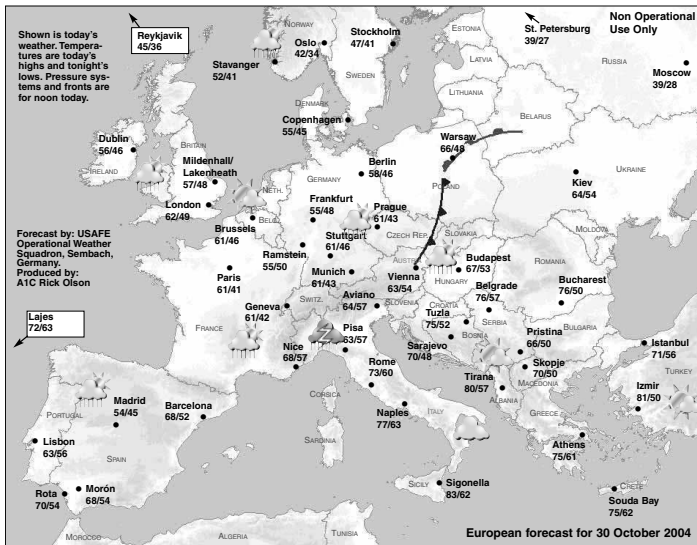 Shown is today's
weather. Tempera-
tures are today's
highs and tonight's
lows. Pressure sys-
tems and fronts are
for noon today.
Reykjavik
45/36
NORWAY
Oslo
42/34
Stavanger
52/41
Stockholm
47/41
SWEDEN
ESTONIA
LATVIA
LITHUANIA
St. Petersburg
39/27
Non Operational
Use Only
RUSSIA
Moscow
39/28
BELARUS
DENMARK
Copenhagen
55/45
Dublin
56/46
IRELAND
BRITAIN
Mildenhall/
Lakenheath
57/48
London
62/49
NETH.
Brussels
61/46
BELG.
GERMANY
Berlin
58/46
Frankfurt
55/48
Prague
61/43
Stuttgart
61/46
Ramstein
55/50
Munich
61/43
CZECH REP.
Warsaw
66/48
POLAND
Kiev
64/54
UKRAINE
MOLDOVA
SLOVAKIA
AUSTRIA
Vienna
63/54
Budapest
67/53
HUNGARY
ROMANIA
Bucharest
76/50
Forecast by: USAFE
Operational Weather
Squadron, Sembach,
Germany.
Produced by:
A1C Rick Olson
Paris
61/41
FRANCE
Geneva
61/42
SWITZ.
Aviano
64/57
SLOVENIA
CROATIA
Belgrade
76/57
Tuzla
75/52
BOSNIA
SERBIA
Sarajevo
70/48
Pristina
66/50
BULGARIA
Skopje
70/50
MACEDONIA
Tirana
80/57
ALBANIA
Istanbul
71/56
TURKEY
Izmir
81/50
GREECE
Athens
75/61
CRETE
Souda Bay
75/62
Lajes
72/63
Nice
68/57
Pisa
63/57
Rome
73/60
Naples
77/63
ITALY
CORSICA
SARDINIA
SICILY
Sigonella
83/62
Madrid
54/45
Barcelona
68/52
PORTUGAL
Lisbon
63/56
SPAIN
Rota
70/54
Morón
68/54
MOROCCO
ALGERIA
TUNISIA
European forecast for 30 October 2004